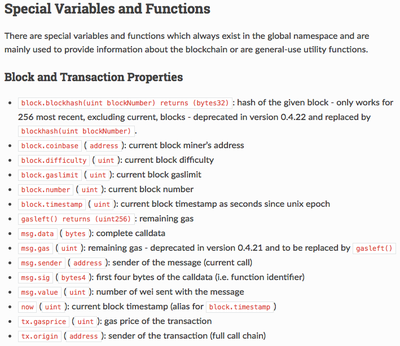 Special Variables and Functions
There are special variables and functions which always exist in the global namespace and are
mainly used to provide information about the blockchain or are general-use utility functions.
Block and Transaction Properties
• block.blockhash(uint blockNumber) returns (bytes32) : hash of the given block - only works for
256 most recent, excluding current, blocks - deprecated in version 0.4.22 and replaced by
blockhash(uint blockNumber) .
• block.coinbase ( address ): current block miner's address
• block.difficulty ( uint ): current block difficulty
• block.gaslimit ( uint ): current block gaslimit
• block.number ( uint ): current block number
• block.timestamp ( uint ): current block timestamp as seconds since unix epoch
• gasleft() returns (uint256) : remaining gas
• msg.data ( bytes ): complete calldata
• msg.gas ( uint ): remaining gas - deprecated in version 0.4.21 and to be replaced by gasleft()
• msg.sender ( address ): sender of the message (current call)
• msg.sig ( bytes4 ): first four bytes of the calldata (i.e. function identifier)
• msg.value ( uint ): number of wei sent with the message
• now ( uint ): current block timestamp (alias for block.timestamp )
• tx.gasprice ( uint ): gas price of the transaction
• tx.origin ( address ): sender of the transaction (full call chain)